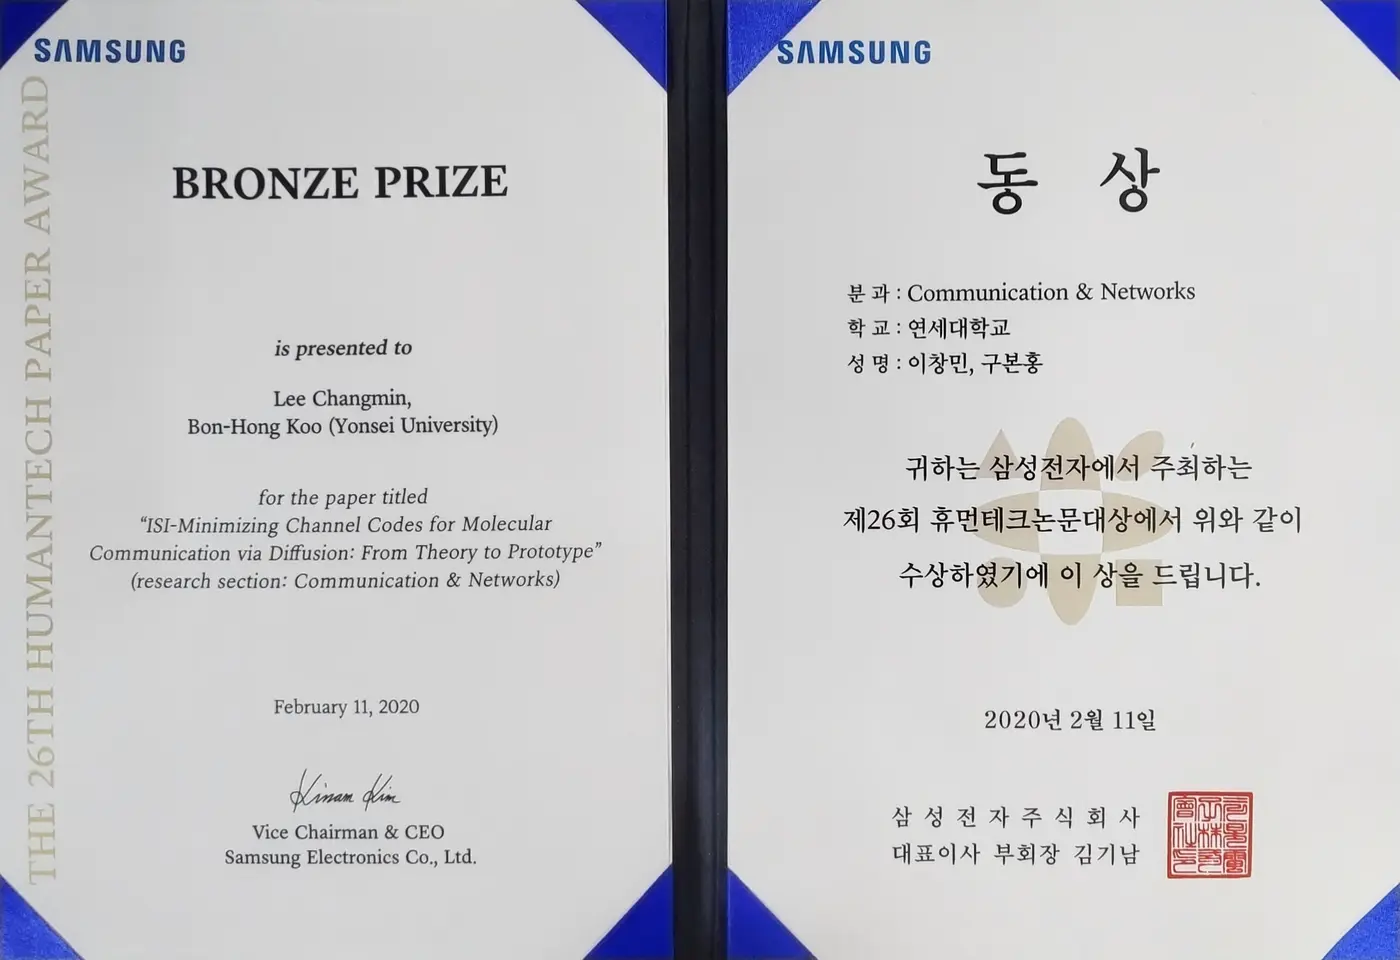 SAMSUNG
THE 26TH HUMANTECH PAPER AWARD
BRONZE PRIZE
is presented to
Lee Changmin,
Bon-Hong Koo (Yonsei University)
for the paper titled
“ISI-Minimizing Channel Codes for Molecular
Communication via Diffusion: From Theory to Prototype”
(research section: Communication & Networks)
February 11, 2020
Kinam Kim
Vice Chairman & CEO
Samsung Electronics Co., Ltd.
SAMSUNG
동 상
분 과 : Communication & Networks
학 교 : 연세대학교
성 명 : 이창민, 구본홍
귀하는 삼성전자에서 주최하는
제26회 휴먼테크논문대상에서 위와 같이
수상하였기에 이 상을 드립니다.
2020년 2월 11일
삼 성 전 자 주 식 회 사
대표이사 부회장 김기남